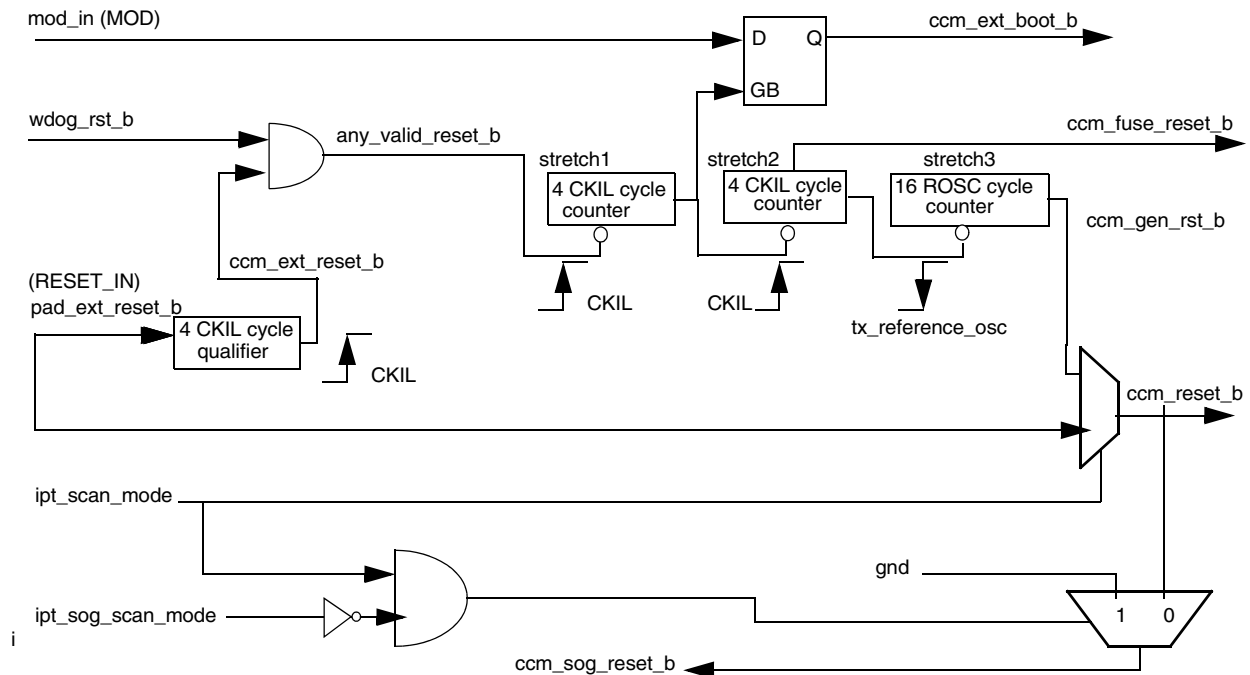 mod_in (MOD)
D
Q
GB
ccm_ext_boot_b
wdog_rst_b
any_valid_reset_b
ccm_fuse_reset_b
stretch1
4 CKIL cycle
counter
stretch2
4 CKIL cycle
counter
stretch3
16 ROSC cycle
counter
ccm_gen_rst_b
ccm_ext_reset_b
(RESET_IN)
pad_ext_reset_b
4 CKIL cycle
qualifier
CKIL
CKIL
CKIL
tx_reference_osc
ccm_reset_b
ipt_scan_mode
gnd
1
0
ipt_sog_scan_mode
i
ccm_sog_reset_b